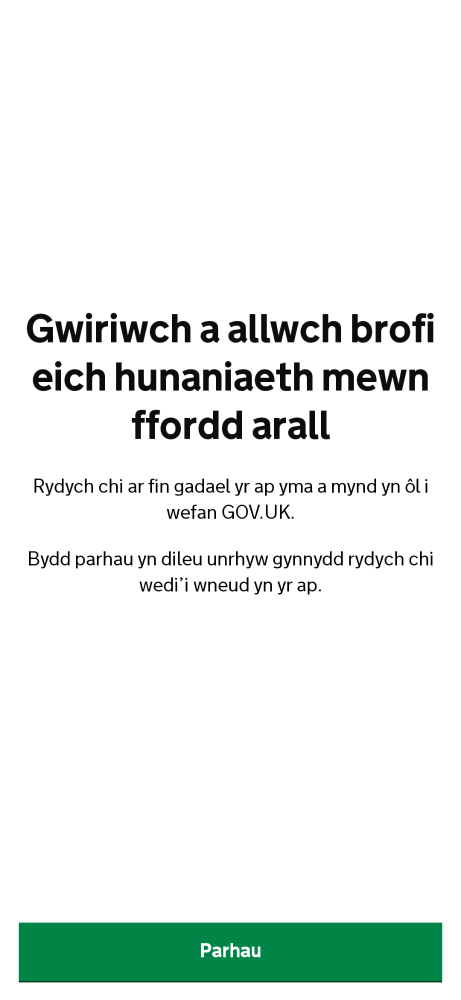 Gwiriwch a allwch brofi
eich hunaniaeth mewn
ffordd arall
Rydych chi ar fin gadael yr ap yma a mynd yn ôl i
wefan GOV.UK.
Bydd parhau yn dileu unrhyw gynnydd rydych chi
wedi’i wneud yn yr ap.
Parhau